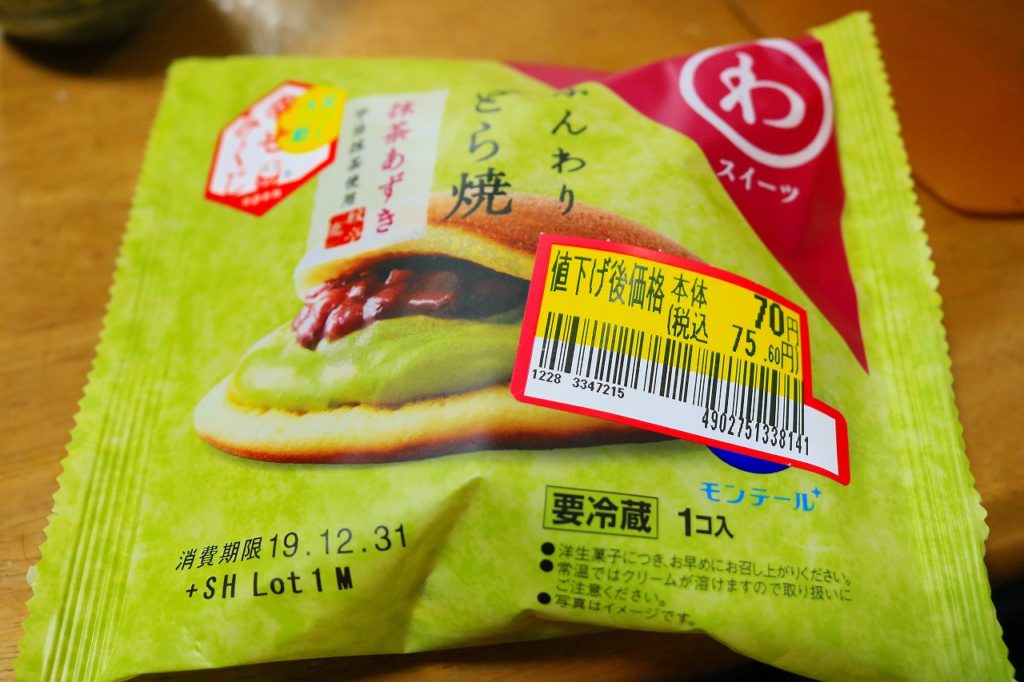 わ
スイーツ
ふんわり
どら焼
抹茶あずき
宇治抹茶使用
値下げ後価格 本体 70円
(税込 75.60円)
1228 3347215
4902751338141
モンテール
要冷蔵 1コ入
消費期限19.12.31
+SH Lot1 M
●洋生菓子につき、お早めにお召し上がりください。
●常温ではクリームが溶けますので取り扱いに
ご注意ください。
●写真はイメージです。